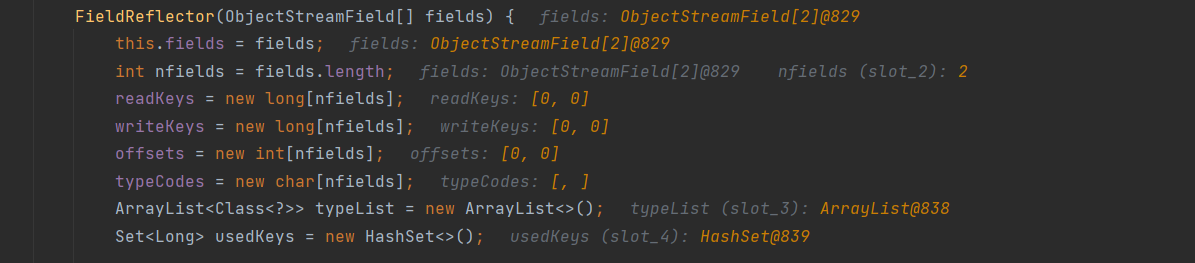 FieldReflector(ObjectStreamField[] fields) {   fields: ObjectStreamField[2]@829
this.fields = fields;   fields: ObjectStreamField[2]@829
int nfields = fields.length;   fields: ObjectStreamField[2]@829    nfields (slot_2): 2
readKeys = new long[nfields];   readKeys: [0, 0]
writeKeys = new long[nfields];   writeKeys: [0, 0]
offsets = new int[nfields];   offsets: [0, 0]
typeCodes = new char[nfields];   typeCodes: [, ]
ArrayList<Class<?>> typeList = new ArrayList<>();   typeList (slot_3): ArrayList@838
Set<Long> usedKeys = new HashSet<>();   usedKeys (slot_4): HashSet@839